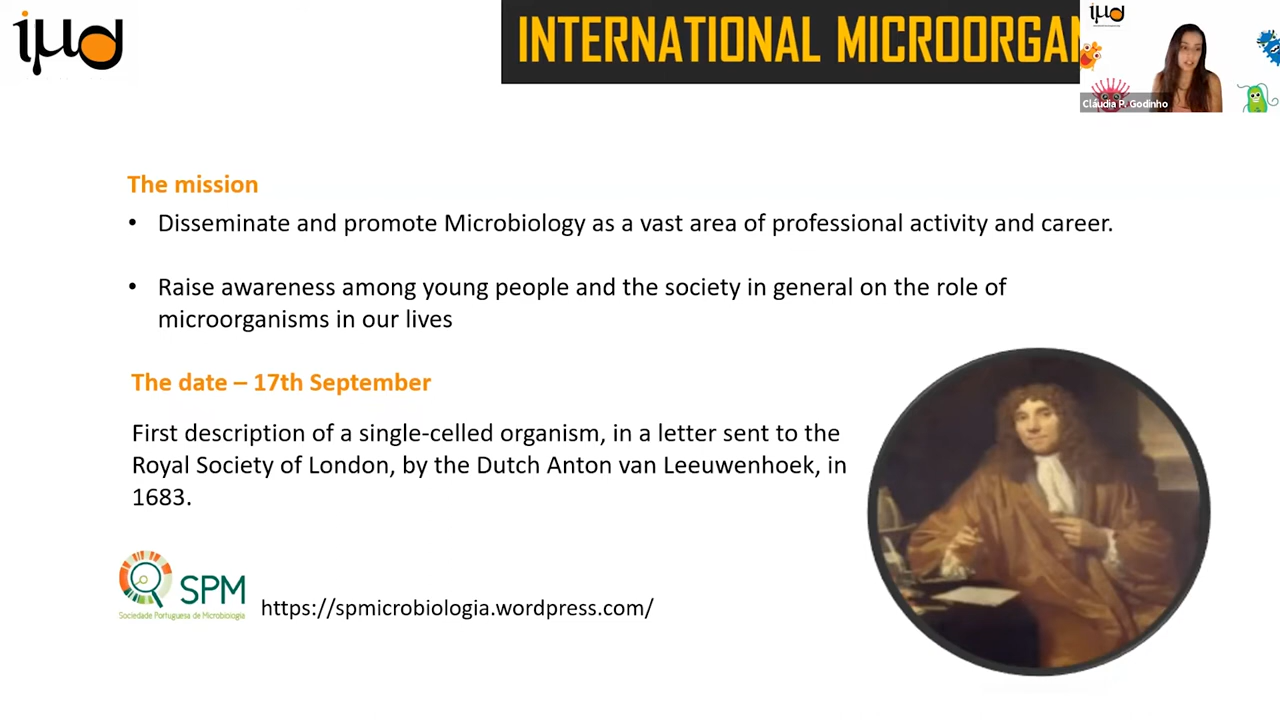 iμd
INTERNATIONAL MICROORGAN
iμd
Cláudia P. Godinho
The mission
• Disseminate and promote Microbiology as a vast area of professional activity and career.
• Raise awareness among young people and the society in general on the role of
microorganisms in our lives
The date – 17th September
First description of a single-celled organism, in a letter sent to the
Royal Society of London, by the Dutch Anton van Leeuwenhoek, in
1683.
SPM
Sociedade Portuguesa de Microbiologia
https://spmicrobiologia.wordpress.com/